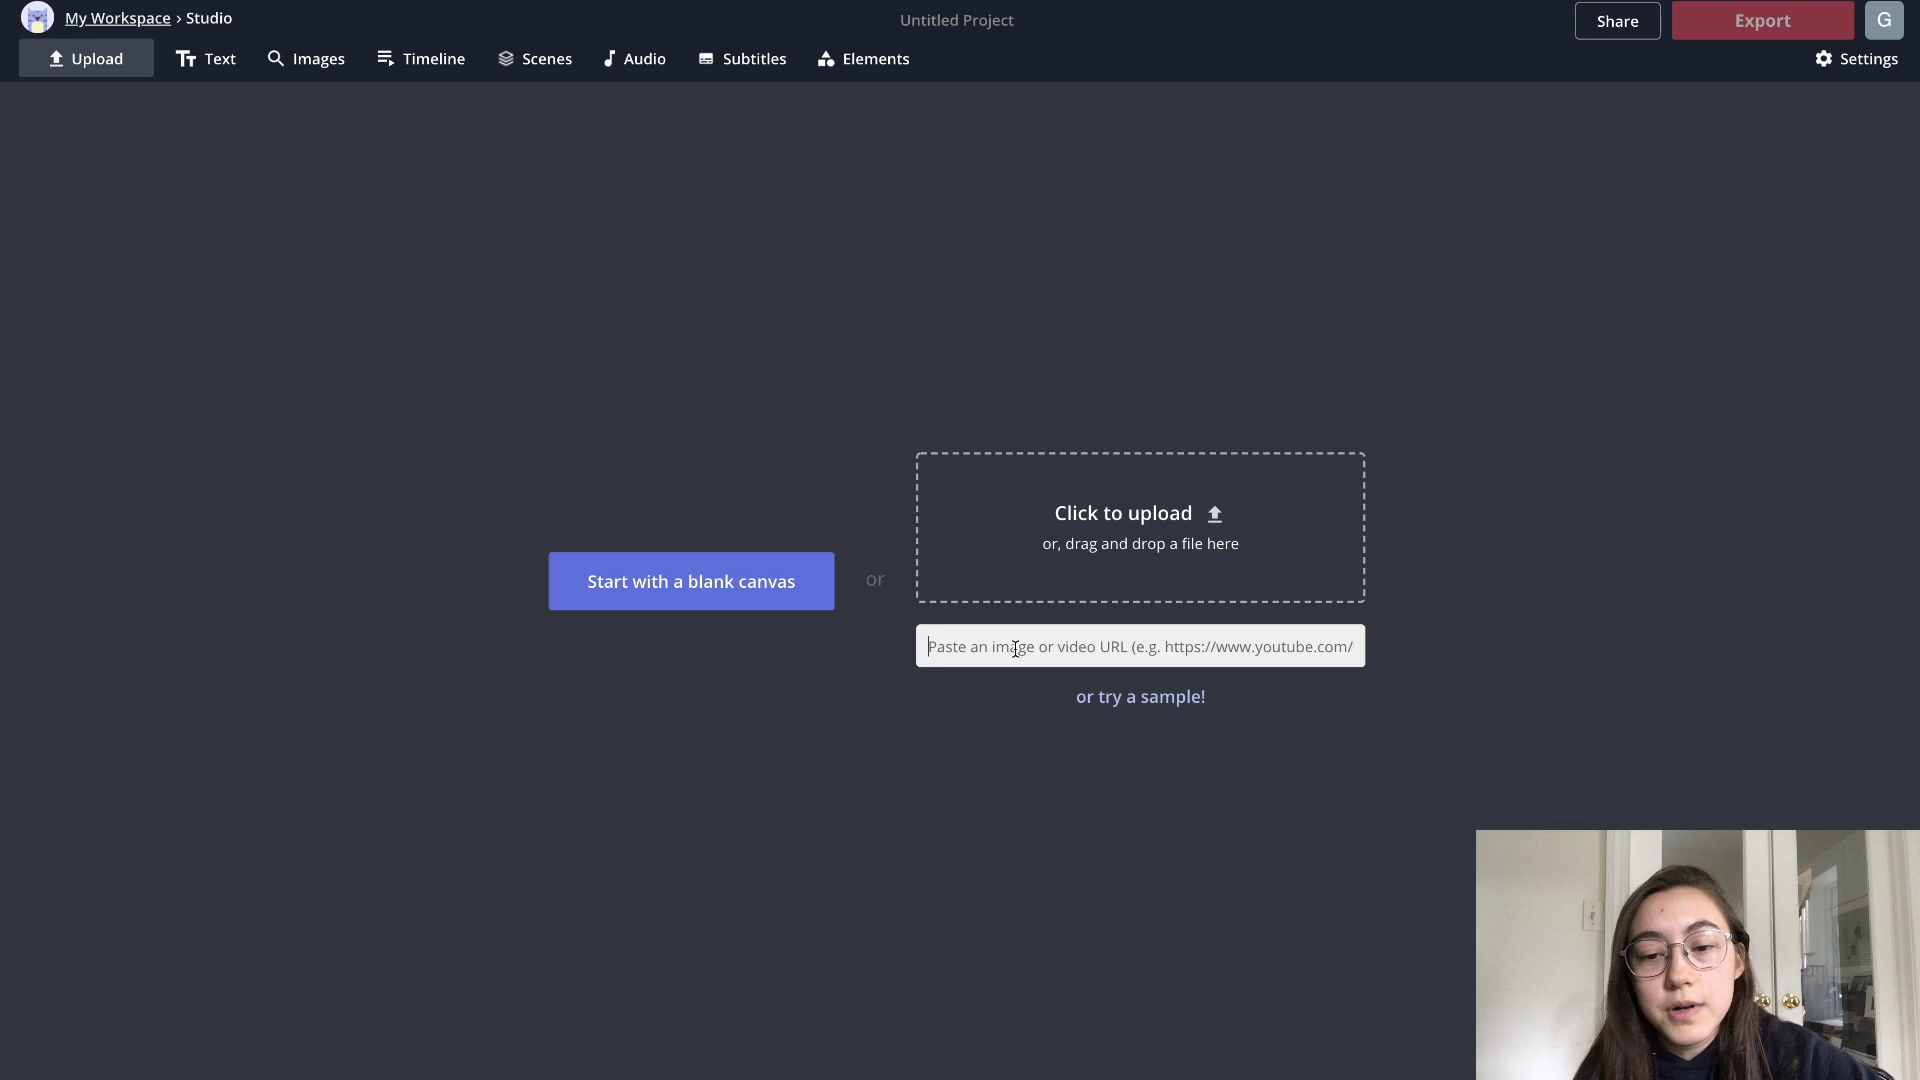 My Workspace › Studio
Untitled Project
Share
Export
G
Upload
Text
Images
Timeline
Scenes
Audio
Subtitles
Elements
Settings
Start with a blank canvas
or
Click to upload
or, drag and drop a file here
Paste an image or video URL (e.g. https://www.youtube.com/
or try a sample!